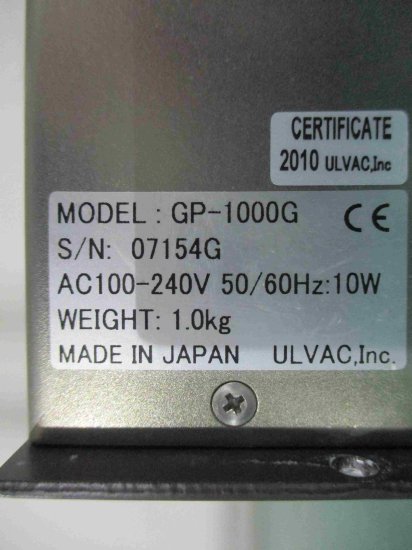 CERTIFICATE
2010 ULVAC,Inc
MODEL : GP-1000G CE
S/N: 07154G
AC100-240V 50/60Hz:10W
WEIGHT: 1.0kg
MADE IN JAPAN ULVAC,Inc.